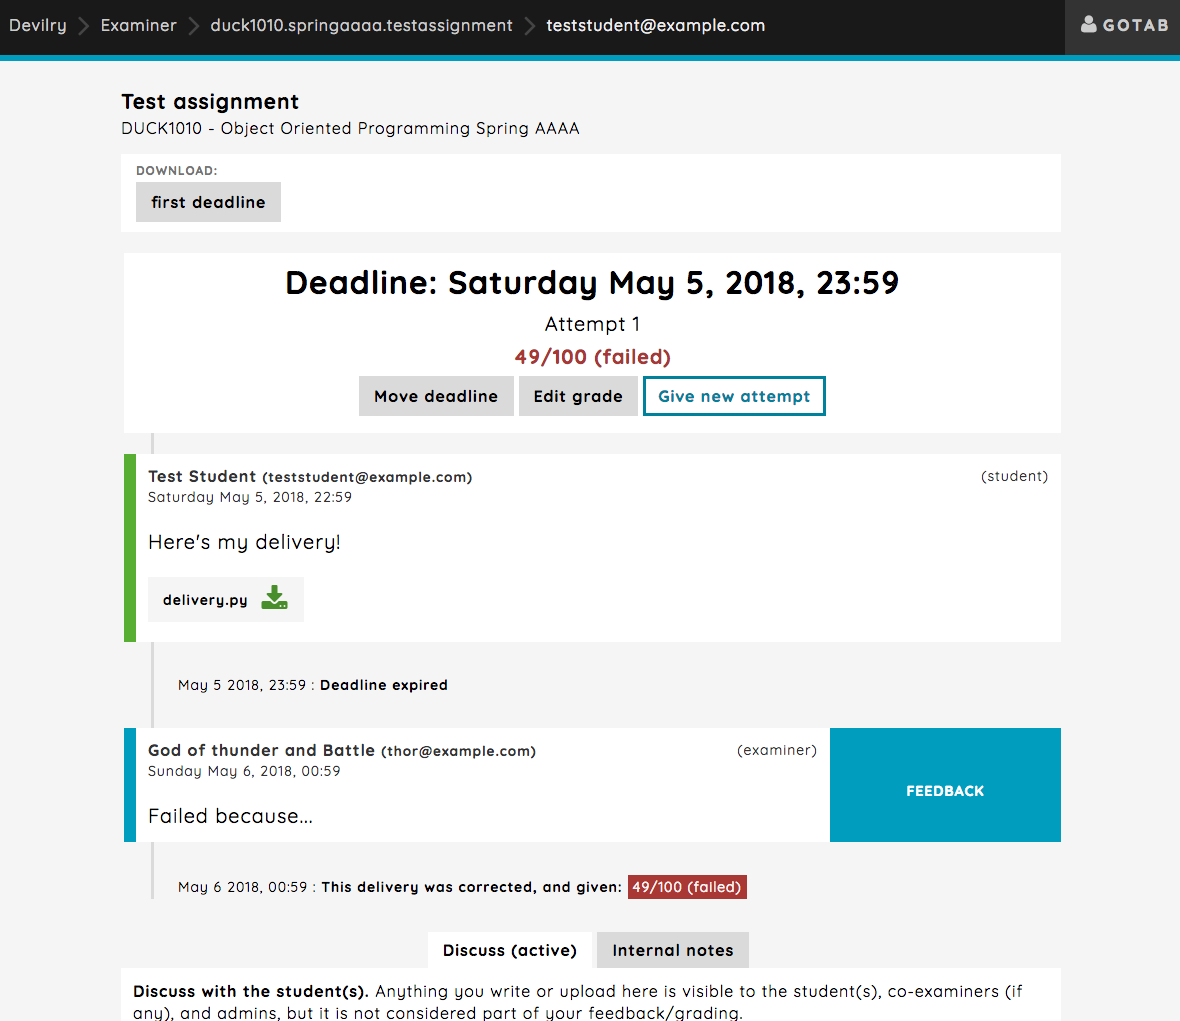 Devilry Examiner duck1010.springaaaa.testassignment teststudent@example.com GOTAB
Test assignment
DUCK1010 - Object Oriented Programming Spring AAAA
DOWNLOAD:
first deadline
Deadline: Saturday May 5, 2018, 23:59
Attempt 1
49/100 (failed)
Move deadline Edit grade Give new attempt
Test Student (teststudent@example.com) (student)
Saturday May 5, 2018, 22:59
Here's my delivery!
delivery.py
May 5 2018, 23:59 : Deadline expired
God of thunder and Battle (thor@example.com) (examiner)
Sunday May 6, 2018, 00:59
FEEDBACK
Failed because...
May 6 2018, 00:59 : This delivery was corrected, and given: 49/100 (failed)
Discuss (active) Internal notes
Discuss with the student(s). Anything you write or upload here is visible to the student(s), co-examiners (if
any), and admins, but it is not considered part of your feedback/grading.